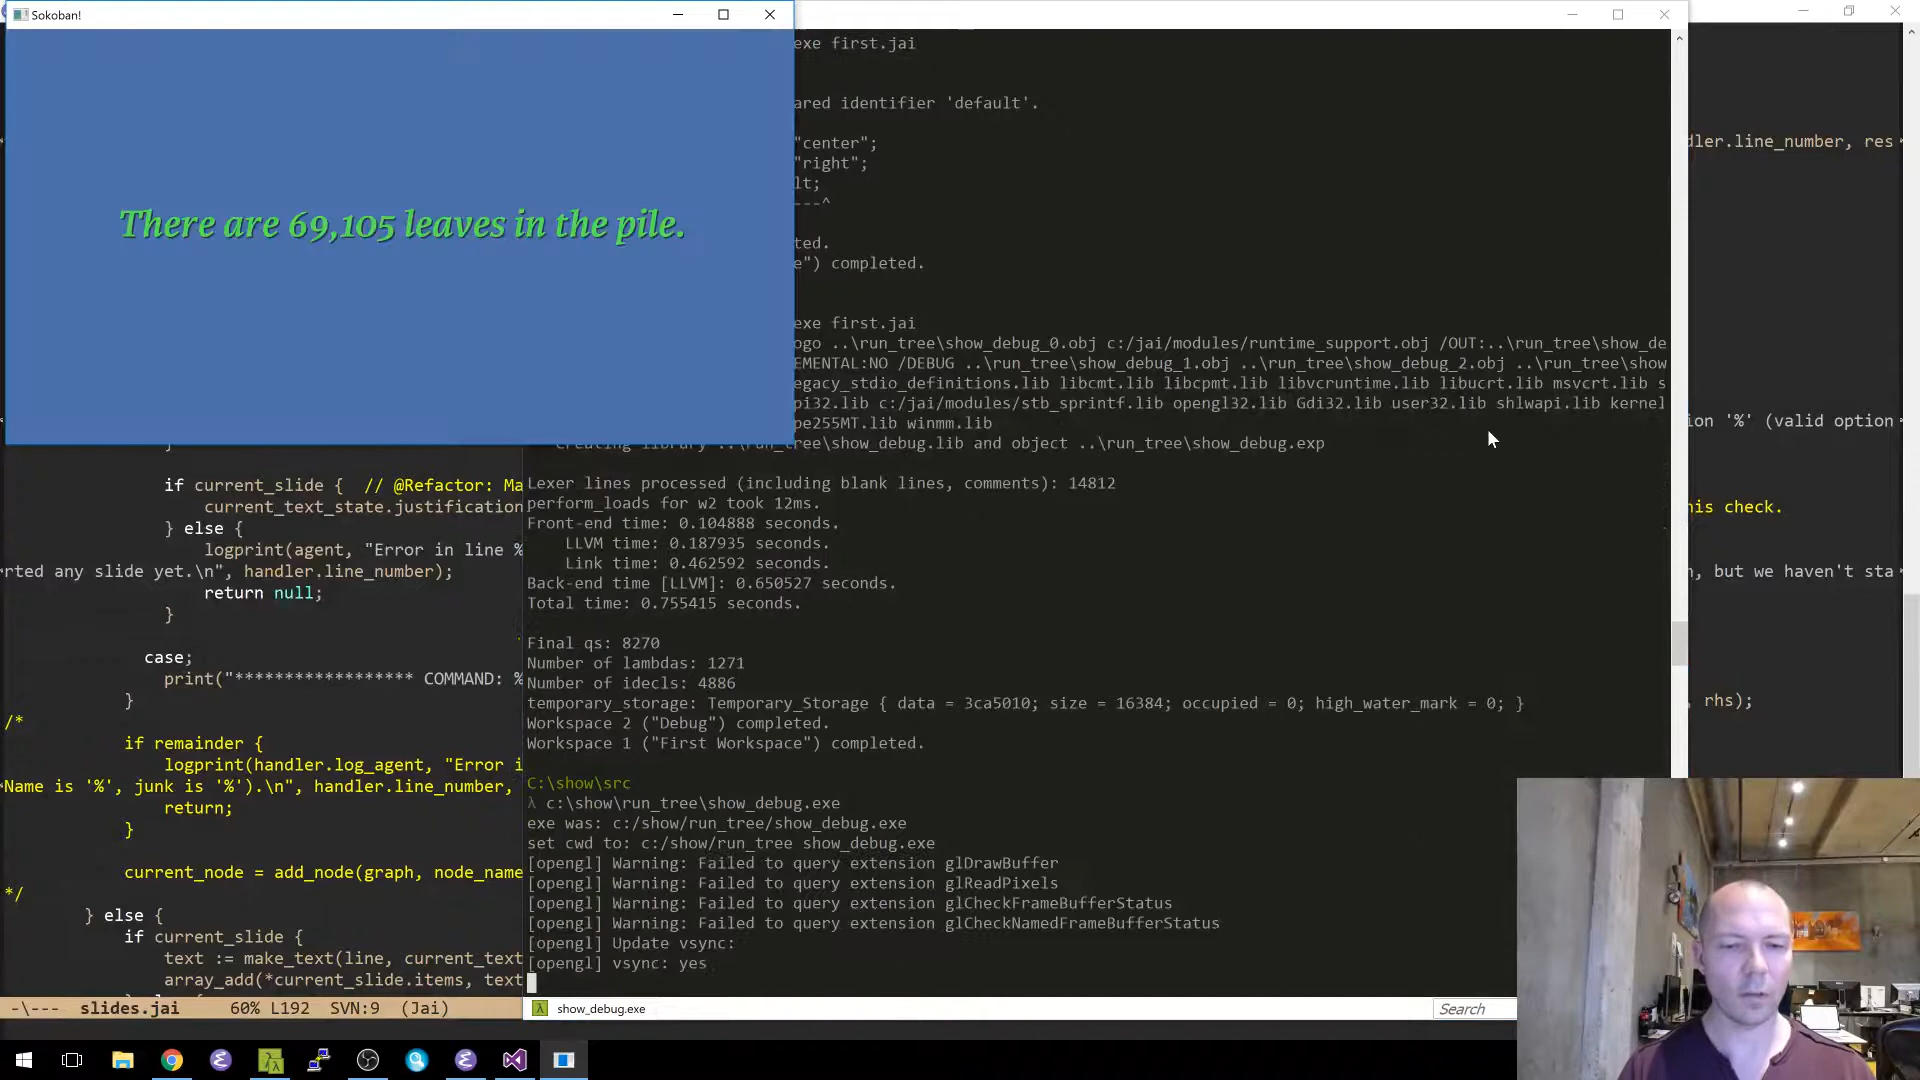 Sokoban!
There are 69,105 leaves in the pile.
exe first.jai
ared identifier 'default'.
"center";
"right";
lt;
---^
ted.
e") completed.
exe first.jai
ogo ..\run_tree\show_debug_0.obj c:/jai/modules/runtime_support.obj /OUT:..\run_tree\show_de
EMENTAL:NO /DEBUG ..\run_tree\show_debug_1.obj ..\run_tree\show_debug_2.obj ..\run_tree\show
egacy_stdio_definitions.lib libcmt.lib libcpmt.lib libvcruntime.lib libucrt.lib msvcrt.lib s
pi32.lib c:/jai/modules/stb_sprintf.lib opengl32.lib Gdi32.lib user32.lib shlwapi.lib kernel
pe255MT.lib winmm.lib
Creating library ..\run_tree\show_debug.lib and object ..\run_tree\show_debug.exp
Lexer lines processed (including blank lines, comments): 14812
perform_loads for w2 took 12ms.
Front-end time: 0.104888 seconds.
LLVM time: 0.187935 seconds.
Link time: 0.462592 seconds.
Back-end time [LLVM]: 0.650527 seconds.
Total time: 0.755415 seconds.
Final qs: 8270
Number of lambdas: 1271
Number of idecls: 4886
temporary_storage: Temporary_Storage { data = 3ca5010; size = 16384; occupied = 0; high_water_mark = 0; }
Workspace 2 ("Debug") completed.
Workspace 1 ("First Workspace") completed.
C:\show\src
λ c:\show\run_tree\show_debug.exe
exe was: c:/show/run_tree/show_debug.exe
set cwd to: c:/show/run_tree show_debug.exe
[opengl] Warning: Failed to query extension glDrawBuffer
[opengl] Warning: Failed to query extension glReadPixels
[opengl] Warning: Failed to query extension glCheckFrameBufferStatus
[opengl] Warning: Failed to query extension glCheckNamedFrameBufferStatus
[opengl] Update vsync:
[opengl] vsync: yes
show_debug.exe
Search
}
if current_slide { // @Refactor: Ma
current_text_state.justification
} else {
logprint(agent, "Error in line %
rted any slide yet.\n", handler.line_number);
return null;
}
case;
print("***************** COMMAND: %
}
/*
if remainder {
logprint(handler.log_agent, "Error i
Name is '%', junk is '%').\n", handler.line_number,
return;
}
current_node = add_node(graph, node_name
*/
} else {
if current_slide {
text := make_text(line, current_text
array_add(*current_slide.items, text
-\--- slides.jai 60% L192 SVN:9 (Jai)
dler.line_number, res
ion '%' (valid option
his check.
n, but we haven't sta
, rhs);